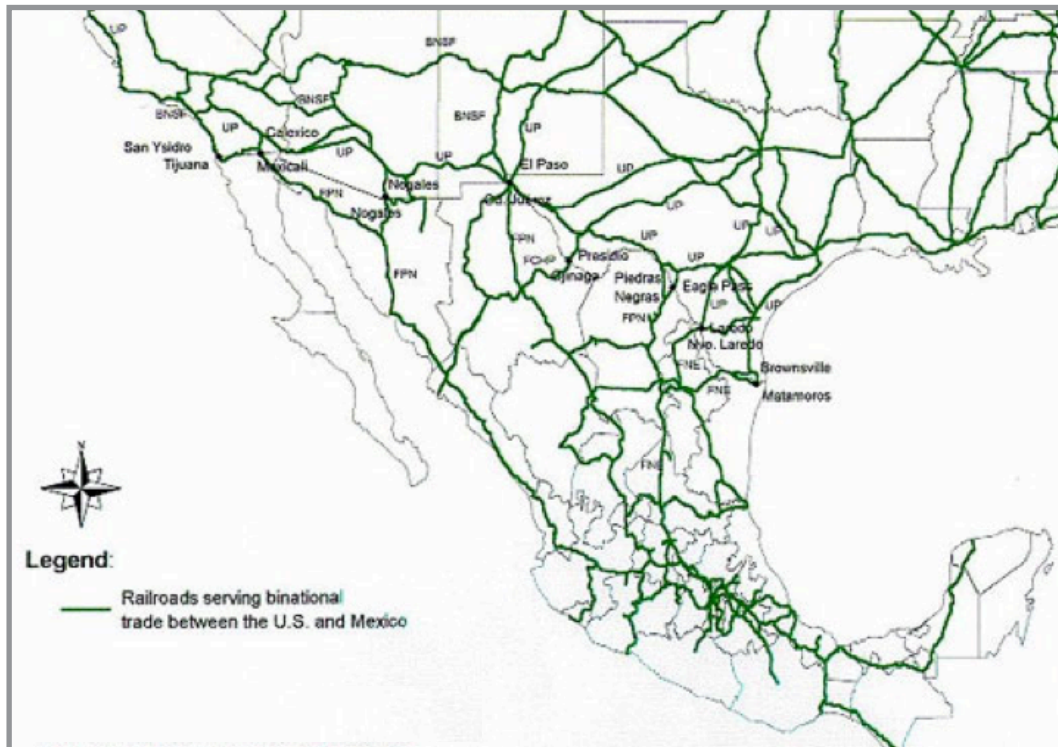 UP
BNSF
BNSF
BNSF
BNSF
UP
Calexico
UP
San Ysidro
Tijuana
Mexicali
UP
UP
El Paso
UP
FPN
Nogales
Nogales
Cd. Juarez
UP
UP
UP
UP
FPN
FCHP
Presidio
Ojinaga
UP
FPN
Piedras
Negras
Eagle Pass
UP
UP
FPN
Laredo
Nvo. Laredo
FNE
Brownsville
FNE
Matamoros
FNE
N
Legend:
Railroads serving binational
trade between the U.S. and Mexico